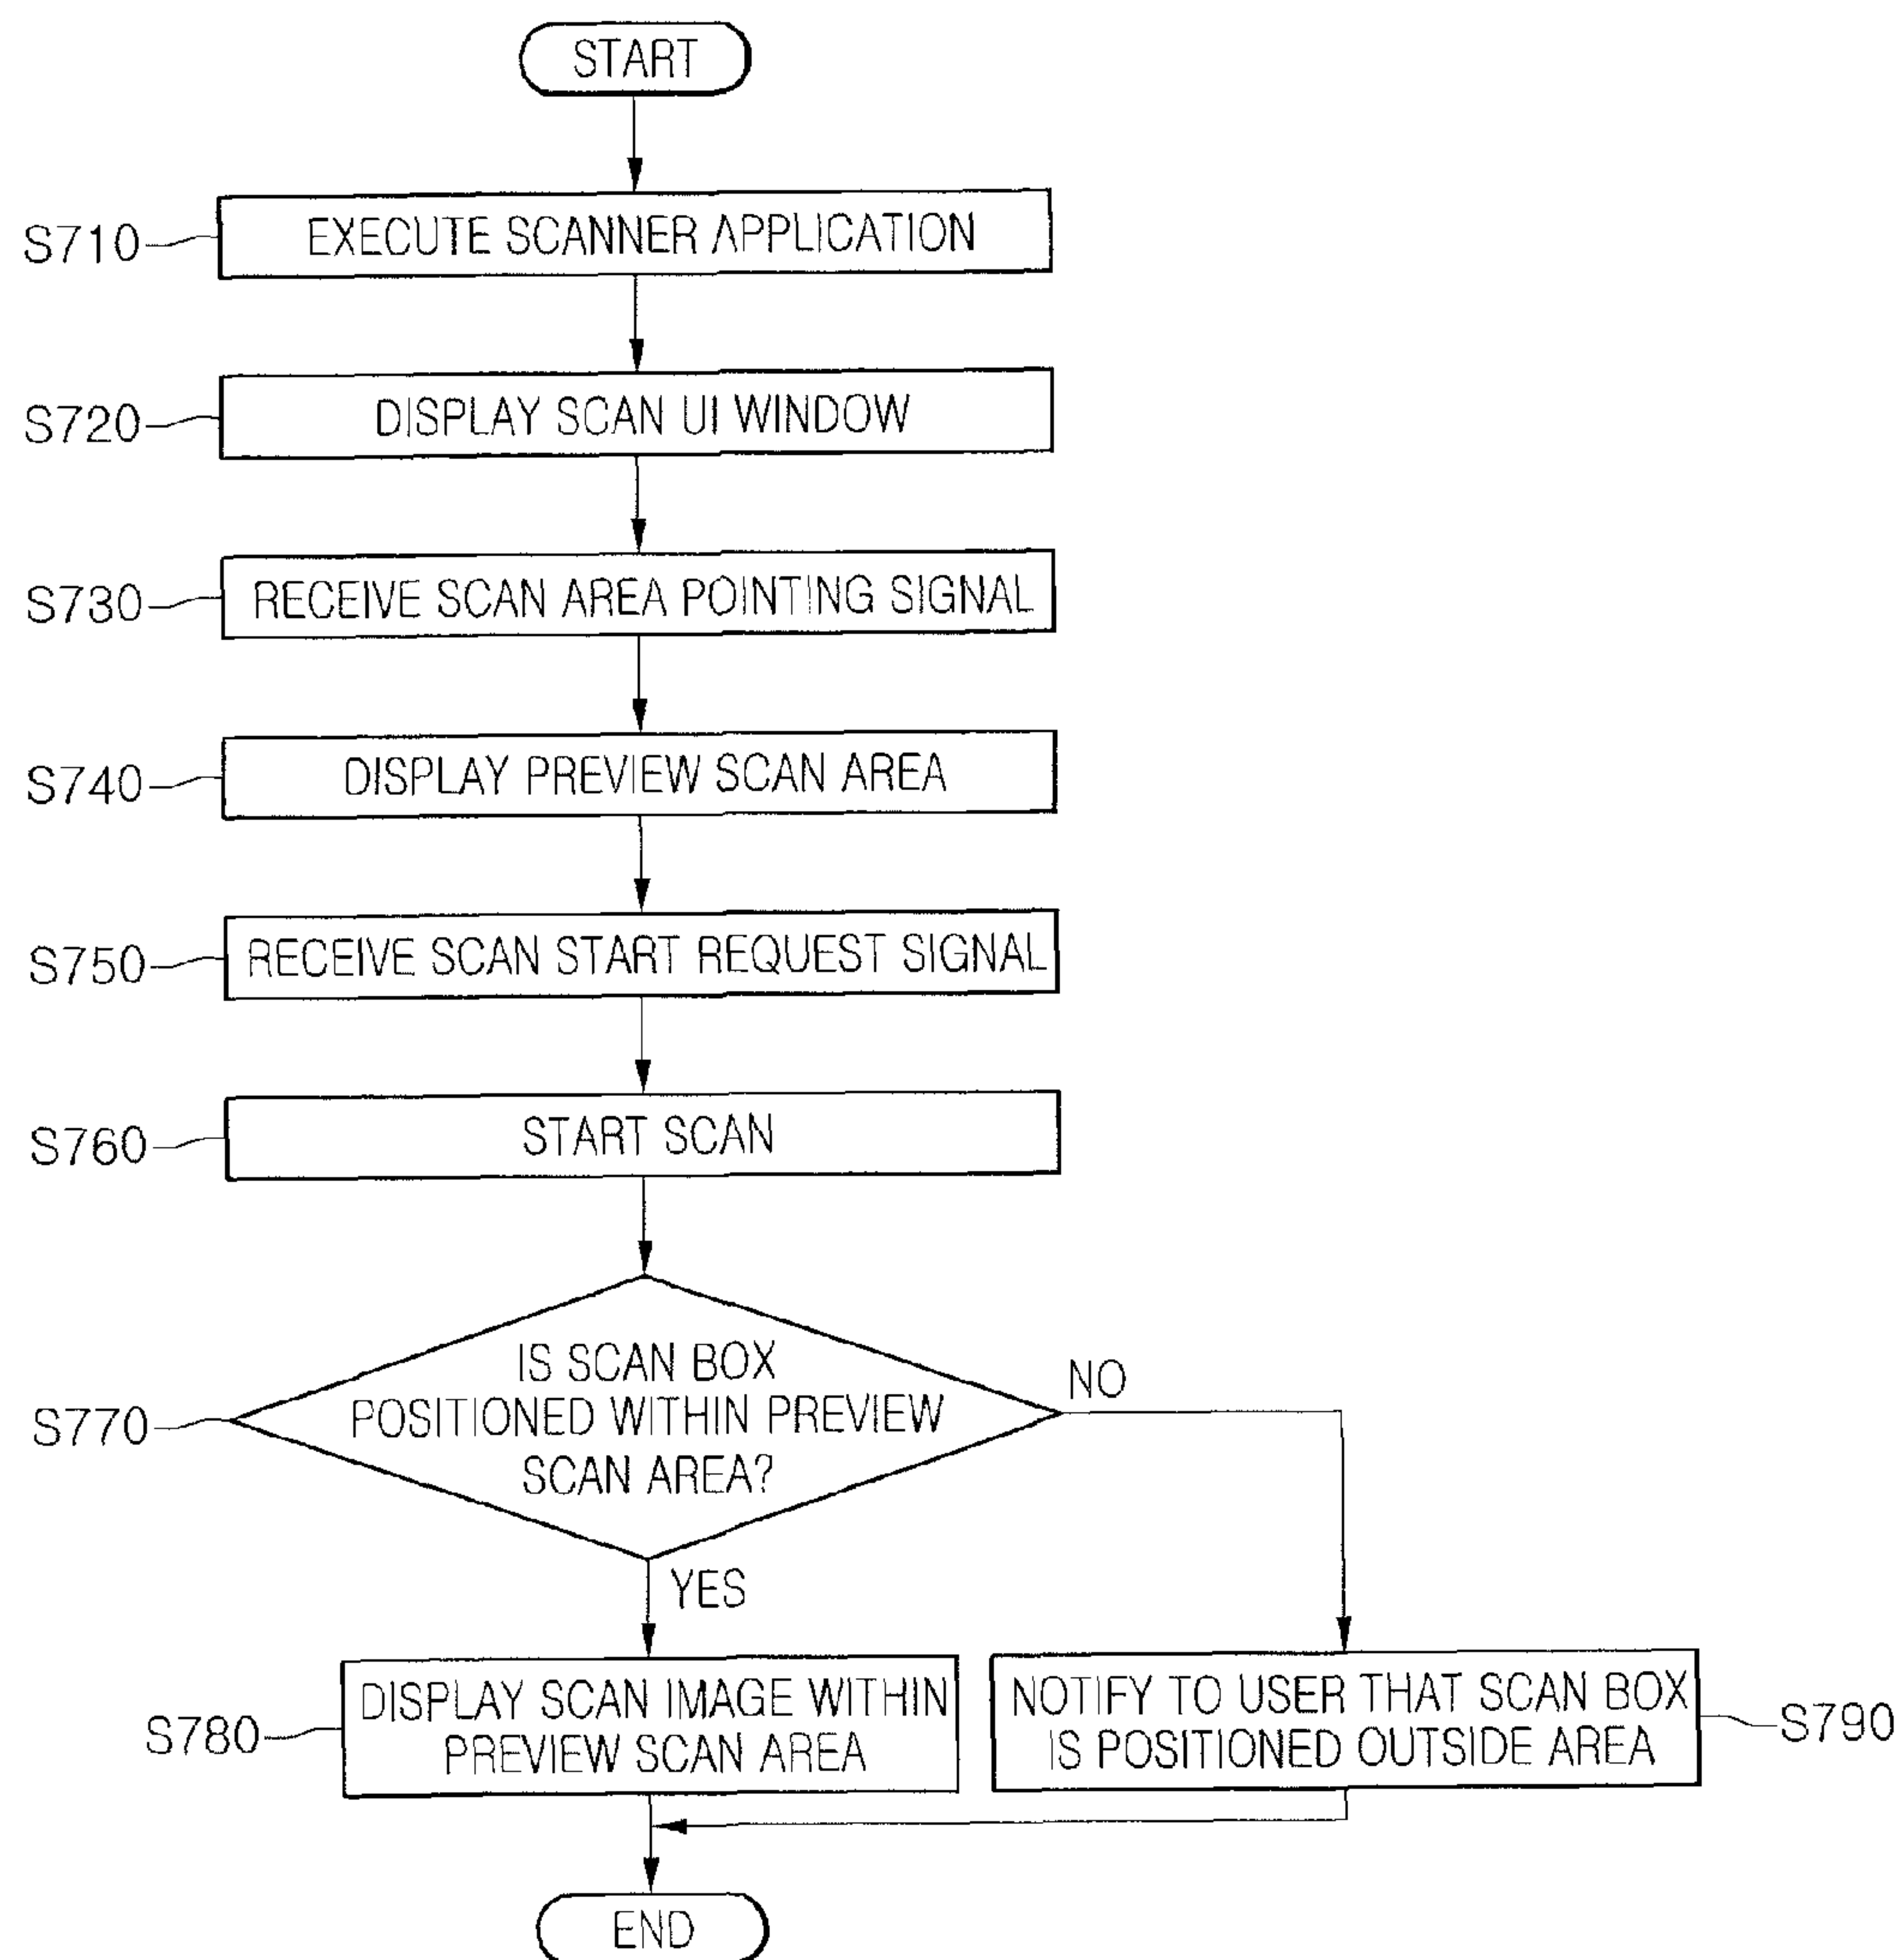 START
S710
EXECUTE SCANNER APPLICATION
S720
DISPLAY SCAN UI WINDOW
S730
RECEIVE SCAN AREA POINTING SIGNAL
S740
DISPLAY PREVIEW SCAN AREA
S750
RECEIVE SCAN START REQUEST SIGNAL
S760
START SCAN
S770
IS SCAN BOX
POSITIONED WITHIN PREVIEW
SCAN AREA?
NO
YES
S780
DISPLAY SCAN IMAGE WITHIN
PREVIEW SCAN AREA
NOTIFY TO USER THAT SCAN BOX
IS POSITIONED OUTSIDE AREA
S790
END